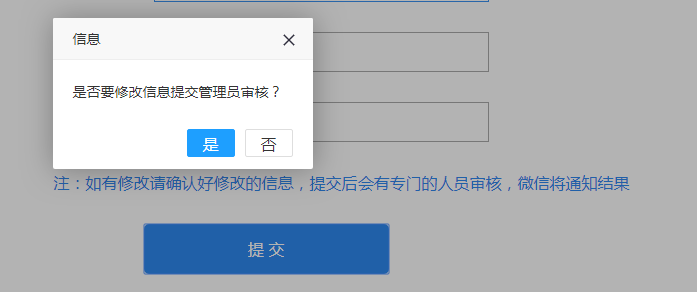 信息
是否要修改信息提交管理员审核？
是 否
注：如有修改请确认好修改的信息，提交后会有专门的人员审核，微信将通知结果
提交